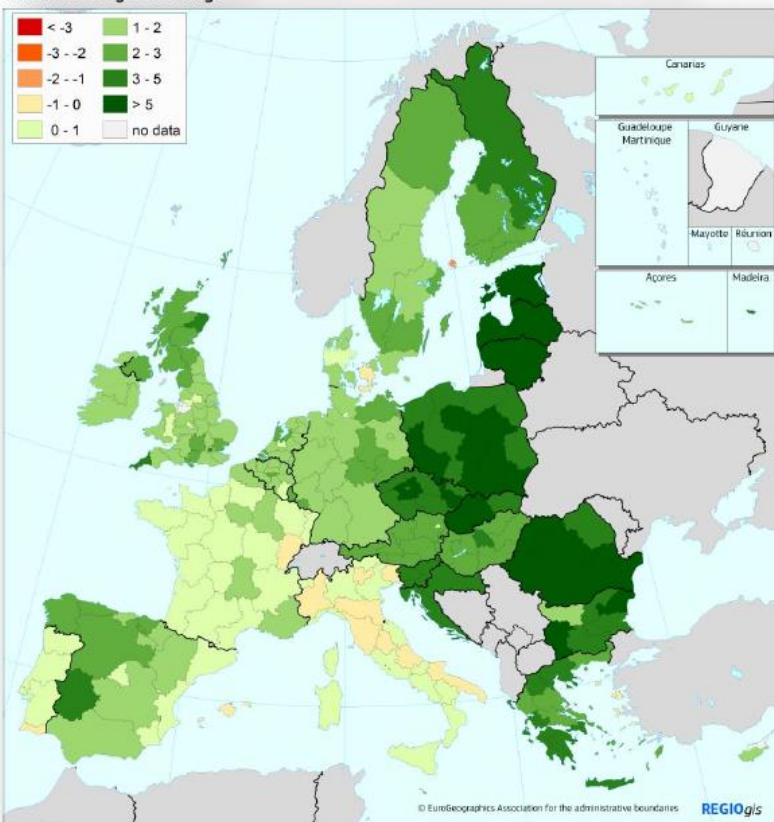 < -3
-3 - -2
-2 - -1
-1 - 0
0 - 1
1 - 2
2 - 3
3 - 5
> 5
no data
Canarias
Guadeloupe
Martinique
Guyane
Mayotte
Réunion
Açores
Madeira
© EuroGeographics Association for the administrative boundaries
REGIOgis